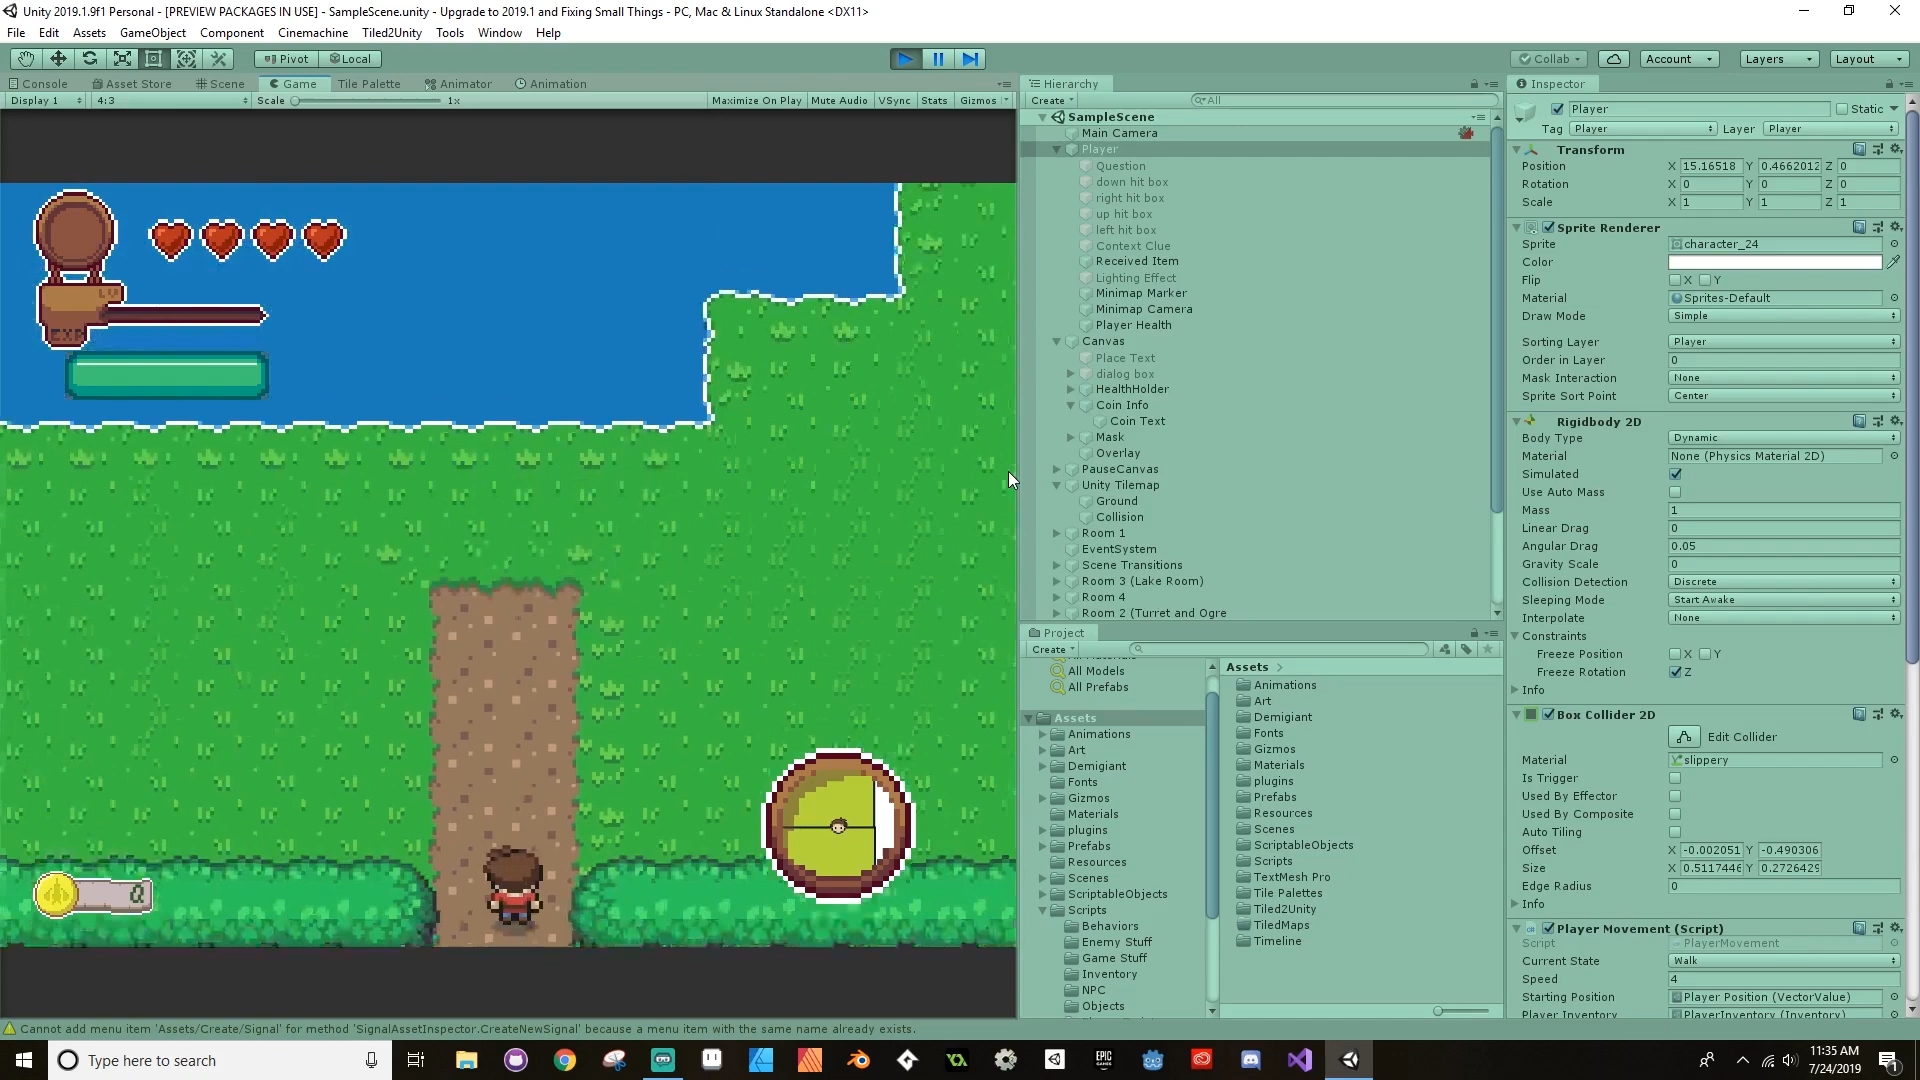 Unity 2019.1.9f1 Personal - [PREVIEW PACKAGES IN USE] - SampleScene.unity - Upgrade to 2019.1 and Fixing Small Things - PC, Mac & Linux Standalone <DX11>
File Edit Assets GameObject Component Cinemachine Tiled2Unity Tools Window Help
Pivot Local Collab Account Layers Layout
Console Asset Store Scene Game Tile Palette Animator Animation
Display 1 4:3 Scale 1x Maximize On Play Mute Audio VSync Stats Gizmos
LV
EXP
0
Hierarchy
Create All
SampleScene
Main Camera
Player
Question
down hit box
right hit box
up hit box
left hit box
Context Clue
Received Item
Lighting Effect
Minimap Marker
Minimap Camera
Player Health
Canvas
Place Text
dialog box
HealthHolder
Coin Info
Coin Text
Mask
Overlay
PauseCanvas
Unity Tilemap
Ground
Collision
Room 1
EventSystem
Scene Transitions
Room 3 (Lake Room)
Room 4
Room 2 (Turret and Ogre
Project
Create
All Models
All Prefabs
Assets
Animations
Art
Demigiant
Fonts
Gizmos
Materials
plugins
Prefabs
Resources
Scenes
ScriptableObjects
Scripts
Behaviors
Enemy Stuff
Game Stuff
Inventory
NPC
Objects
Assets
Animations
Art
Demigiant
Fonts
Gizmos
Materials
plugins
Prefabs
Resources
Scenes
ScriptableObjects
Scripts
TextMesh Pro
Tile Palettes
Tiled2Unity
TiledMaps
Timeline
Inspector
Player Static
Tag Player Layer Player
Transform
Position X 15.16518 Y 0.4662012 Z 0
Rotation X 0 Y 0 Z 0
Scale X 1 Y 1 Z 1
Sprite Renderer
Sprite character_24
Color
Flip X Y
Material Sprites-Default
Draw Mode Simple
Sorting Layer Player
Order in Layer 0
Mask Interaction None
Sprite Sort Point Center
Rigidbody 2D
Body Type Dynamic
Material None (Physics Material 2D)
Simulated
Use Auto Mass
Mass 1
Linear Drag 0
Angular Drag 0.05
Gravity Scale 0
Collision Detection Discrete
Sleeping Mode Start Awake
Interpolate None
Constraints
Freeze Position X Y
Freeze Rotation Z
Info
Box Collider 2D
Edit Collider
Material slippery
Is Trigger
Used By Effector
Used By Composite
Auto Tiling
Offset X -0.002051 Y -0.490306
Size X 0.5117446 Y 0.2726429
Edge Radius 0
Info
Player Movement (Script)
Script PlayerMovement
Current State Walk
Speed 4
Starting Position Player Position (VectorValue)
Player Inventory PlayerInventory (Inventory)
Cannot add menu item 'Assets/Create/Signal' for method 'SignalAssetInspector.CreateNewSignal' because a menu item with the same name already exists.
Type here to search
EPIC GAMES
11:35 AM
7/24/2019
1